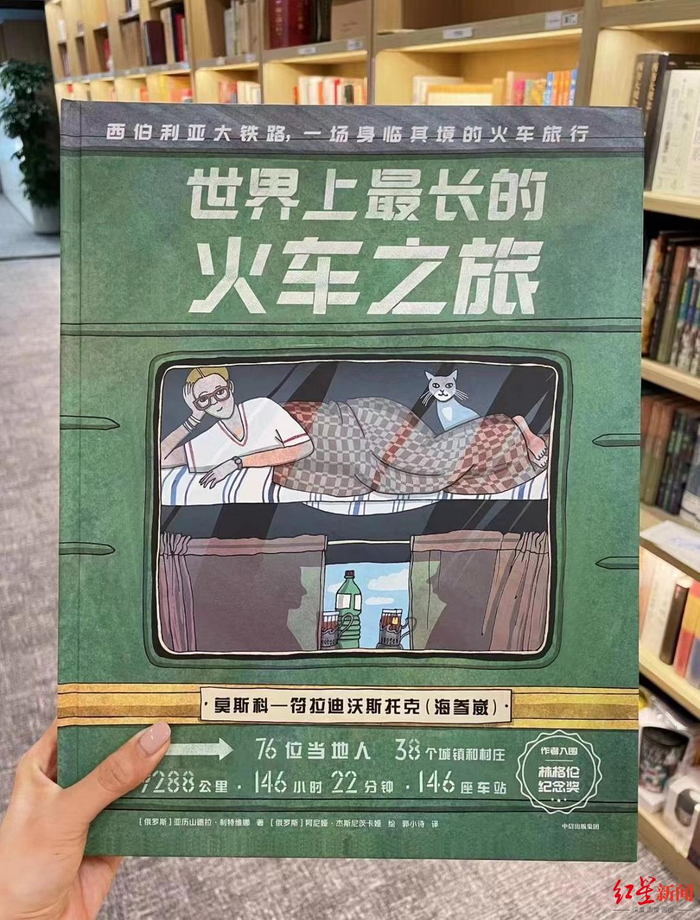 西伯利亚大铁路，一场身临其境的火车旅行
世界上最长的
火车之旅
·莫斯科—符拉迪沃斯托克(海参崴)·
76位当地人 38个城镇和村庄
9288公里·146小时22分钟·146座车站
作者入围
林格伦
纪念奖
[俄罗斯]亚历山德拉·利特维娜 著 [俄罗斯]阿尼娅·杰斯尼茨卡娅 绘 郭小诗 译
中信出版集团
红星新闻